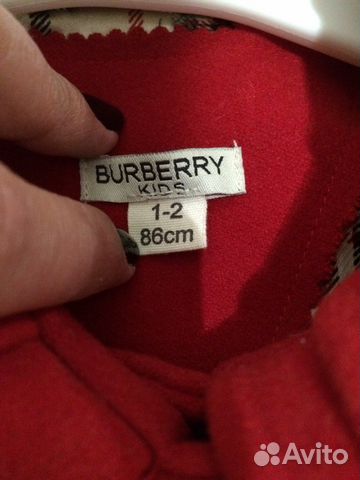 BURBERRY
KIDS
1-2
86cm
Avito